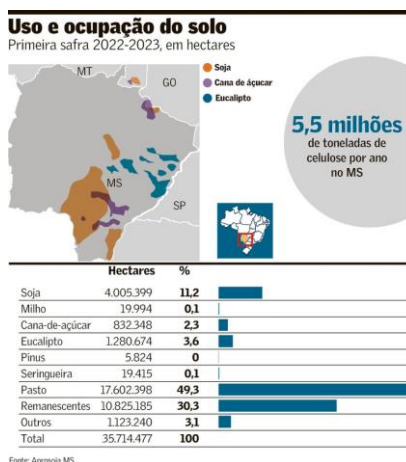 Uso e ocupação do solo
Primeira safra 2022-2023, em hectares
Soja
Cana de açúcar
Eucalipto
MT
GO
MS
SP
5,5 milhões
de toneladas de
celulose por ano
no MS
Hectares %
Soja 4.005.399 11,2
Milho 19.994 0,1
Cana-de-açúcar 832.348 2,3
Eucalipto 1.280.674 3,6
Pinus 5.824 0
Seringueira 19.415 0,1
Pasto 17.602.398 49,3
Remanescentes 10.825.185 30,3
Outros 1.123.240 3,1
Total 35.714.477 100
Fonte: Aprosoja MS